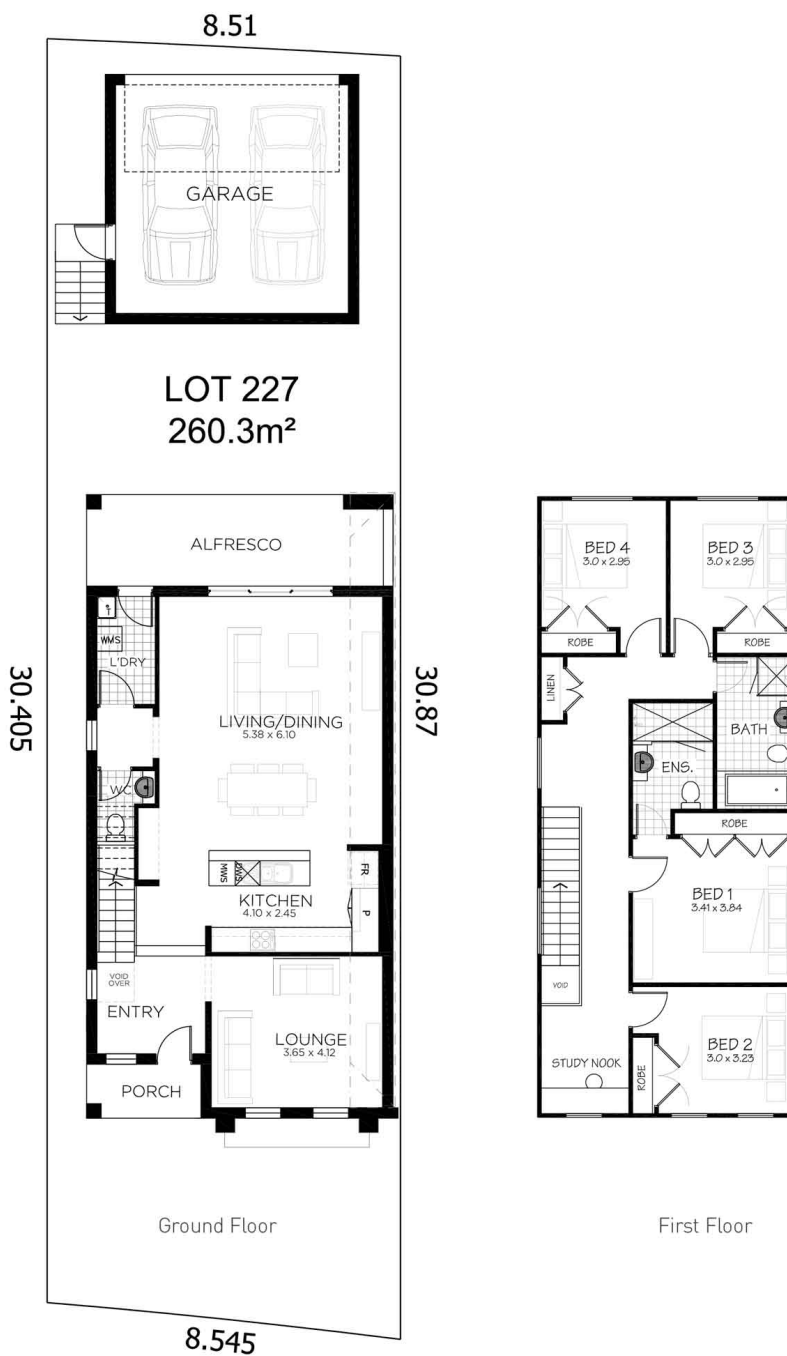 8.51
GARAGE
LOT 227
260.3m²
30.405
30.87
ALFRESCO
WMS
L'DRY
LIVING/DINING
5.38 x 6.10
WC
MWS
DWS
FR
P
KITCHEN
4.10 x 2.45
VOID
OVER
ENTRY
LOUNGE
3.65 x 4.12
PORCH
Ground Floor
8.545
BED 4
3.0 x 2.95
BED 3
3.0 x 2.95
ROBE
ROBE
LINEN
BATH
ENS.
ROBE
BED 1
3.41 x 3.84
VOID
BED 2
3.0 x 3.23
STUDY NOOK
ROBE
First Floor